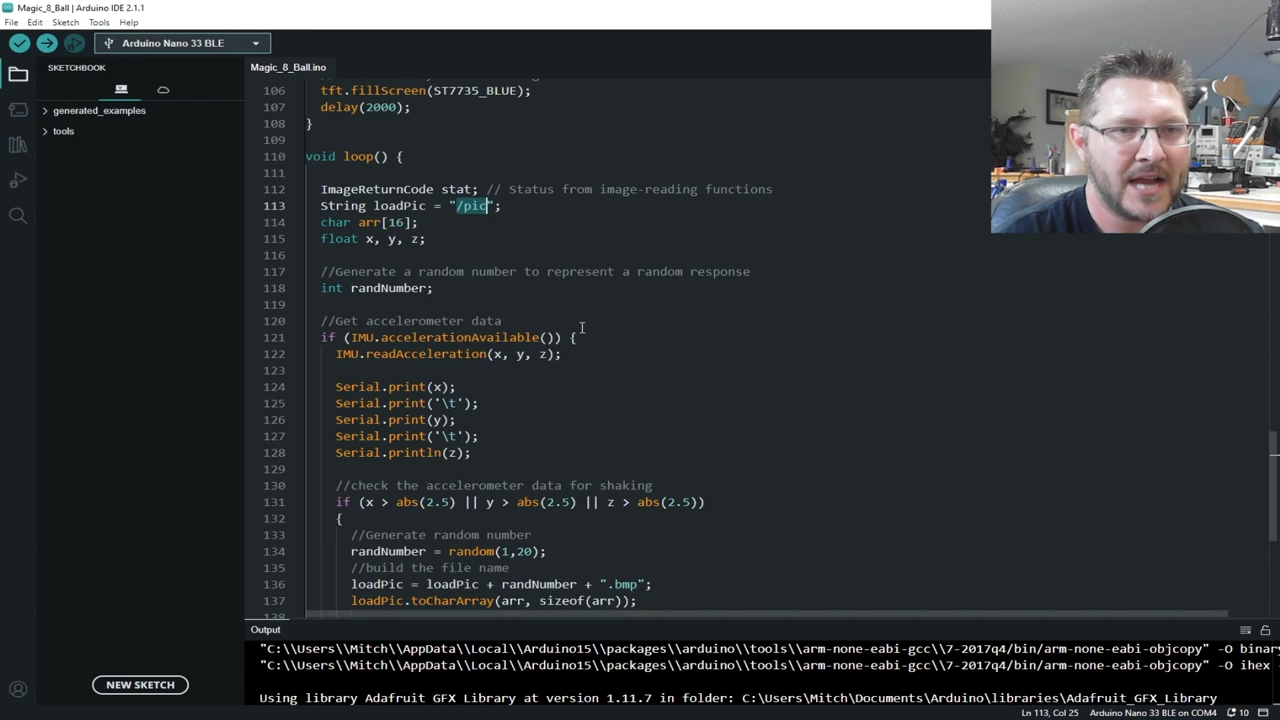 Magic_8_Ball | Arduino IDE 2.1.1
File Edit Sketch Tools Help
Arduino Nano 33 BLE
SKETCHBOOK
generated_examples
tools
NEW SKETCH
Magic_8_Ball.ino
106 tft.fillScreen(ST7735_BLUE);
107 delay(2000);
108 }
109
110 void loop() {
111
112 ImageReturnCode stat; // Status from image-reading functions
113 String loadPic = "/pic";
114 char arr[16];
115 float x, y, z;
116
117 //Generate a random number to represent a random response
118 int randNumber;
119
120 //Get accelerometer data
121 if (IMU.accelerationAvailable()) {
122 IMU.readAcceleration(x, y, z);
123
124 Serial.print(x);
125 Serial.print('\t');
126 Serial.print(y);
127 Serial.print('\t');
128 Serial.println(z);
129
130 //check the accelerometer data for shaking
131 if (x > abs(2.5) || y > abs(2.5) || z > abs(2.5))
132 {
133 //Generate random number
134 randNumber = random(1,20);
135 //build the file name
136 loadPic = loadPic + randNumber + ".bmp";
137 loadPic.toCharArray(arr, sizeof(arr));
138
Output
"C:\\Users\\Mitch\\AppData\\Local\\Arduino15\\packages\\arduino\\tools\\arm-none-eabi-gcc\\7-2017q4/bin/arm-none-eabi-objcopy" -O binary
"C:\\Users\\Mitch\\AppData\\Local\\Arduino15\\packages\\arduino\\tools\\arm-none-eabi-gcc\\7-2017q4/bin/arm-none-eabi-objcopy" -O ihex
Using library Adafruit GFX Library at version 1.11.7 in folder: C:\Users\Mitch\Documents\Arduino\libraries\Adafruit_GFX_Library
Ln 113, Col 25 Arduino Nano 33 BLE on COM4 10